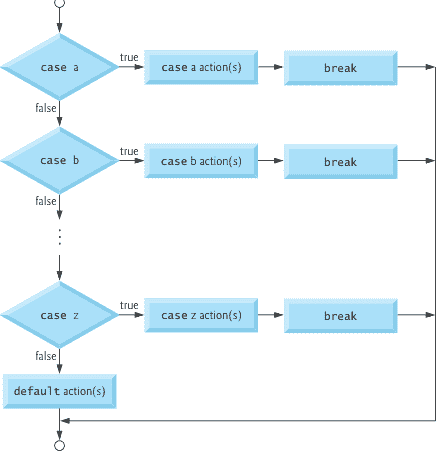 case a
true
case a action(s)
break
false
case b
true
case b action(s)
break
false
case z
true
case z action(s)
break
false
default action(s)